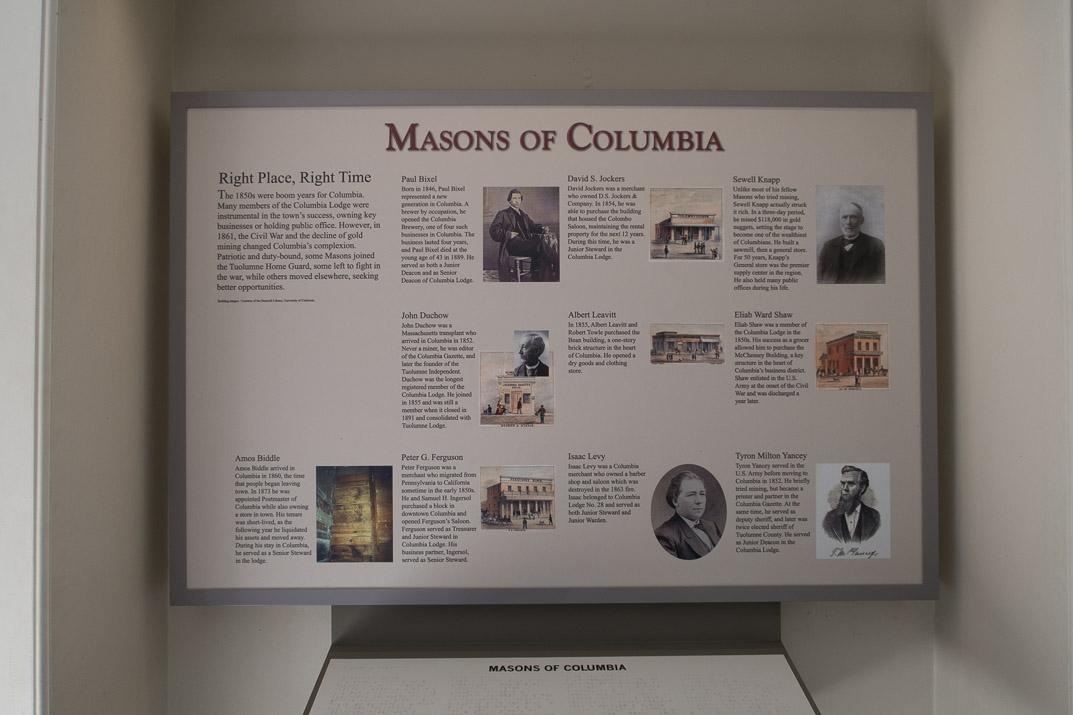 MASONS OF COLUMBIA
Right Place, Right Time
The 1850s were boom years for Columbia.
Many members of the Columbia Lodge were
instrumental in the town's success, owning key
businesses or holding public office. However, in
1861, the Civil War and the decline of gold
mining changed Columbia's complexion.
Patriotic and duty-bound, some Masons joined
the Tuolumne Home Guard, some left to fight in
the war, while others moved elsewhere, seeking
better opportunities.
Paul Bixel
Born in 1846, Paul Bixel
represented a new
generation in Columbia. A
brewer by occupation, he
opened the Columbia
Brewery, one of four such
businesses in Columbia. The
business lasted four years,
and Paul Bixel died at the
young age of 43 in 1889. He
served as both a Junior
Deacon and as Senior
Deacon of Columbia Lodge.
David S. Jockers
David Jockers was a merchant
who owned D.S. Jockers &
Company. In 1854, he was
able to purchase the building
that housed the Colombo
Saloon, maintaining the rental
property for the next 12 years.
During this time, he was a
Junior Steward in the
Columbia Lodge.
Sewell Knapp
Unlike most of his fellow
Masons who tried mining,
Sewell Knapp actually struck
it rich. In a three-day period,
he mined $118,000 in gold
nuggets, setting the stage to
become one of the wealthiest
of Columbians. He built a
sawmill, then a general store.
For 50 years, Knapp's
General store was the premier
supply center in the region.
He also held many public
offices during his life.
John Duchow
John Duchow was a
Massachusetts transplant who
arrived in Columbia in 1852.
Never a miner, he was editor
of the Columbia Gazette, and
later the founder of the
Tuolumne Independent.
Duchow was the longest
registered member of the
Columbia Lodge. He joined
in 1855 and was still a
member when it closed in
1891 and consolidated with
Tuolumne Lodge.
Albert Leavitt
In 1855, Albert Leavitt and
Robert Towle purchased the
Bean building, a one-story
brick structure in the heart
of Columbia. He opened a
dry goods and clothing
store.
Eliab Ward Shaw
Eliab Shaw was a member of
the Columbia Lodge in the
1850s. His success as a grocer
allowed him to purchase the
McChesney Building, a key
structure in the heart of
Columbia's business district.
Shaw enlisted in the U.S.
Army at the onset of the Civil
War and was discharged a
year later.
Amos Biddle
Amos Biddle arrived in
Columbia in 1860, the time
that people began leaving
town. In 1873 he was
appointed Postmaster of
Columbia while also owning
a store in town. His tenure
was short-lived, as the
following year he liquidated
his assets and moved away.
During his stay in Columbia,
he served as a Senior Steward
in the lodge.
Peter G. Ferguson
Peter Ferguson was a
merchant who migrated from
Pennsylvania to California
sometime in the early 1850s.
He and Samuel H. Ingersol
purchased a block in
downtown Columbia and
opened Ferguson's Saloon.
Ferguson served as Treasurer
and Junior Steward in
Columbia Lodge. His
business partner, Ingersol,
served as Senior Steward.
Isaac Levy
Isaac Levy was a Columbia
merchant who owned a barber
shop and saloon which was
destroyed in the 1863 fire.
Isaac belonged to Columbia
Lodge No. 28 and served as
both Junior Steward and
Junior Warden.
Tyron Milton Yancey
Tyron Yancey served in the
U.S. Army before moving to
Columbia in 1852. He briefly
tried mining, but became a
printer and partner in the
Columbia Gazette. At the
same time, he served as
deputy sheriff, and later was
twice elected sheriff of
Tuolumne County. He served
as Junior Deacon in the
Columbia Lodge.
MASONS OF COLUMBIA